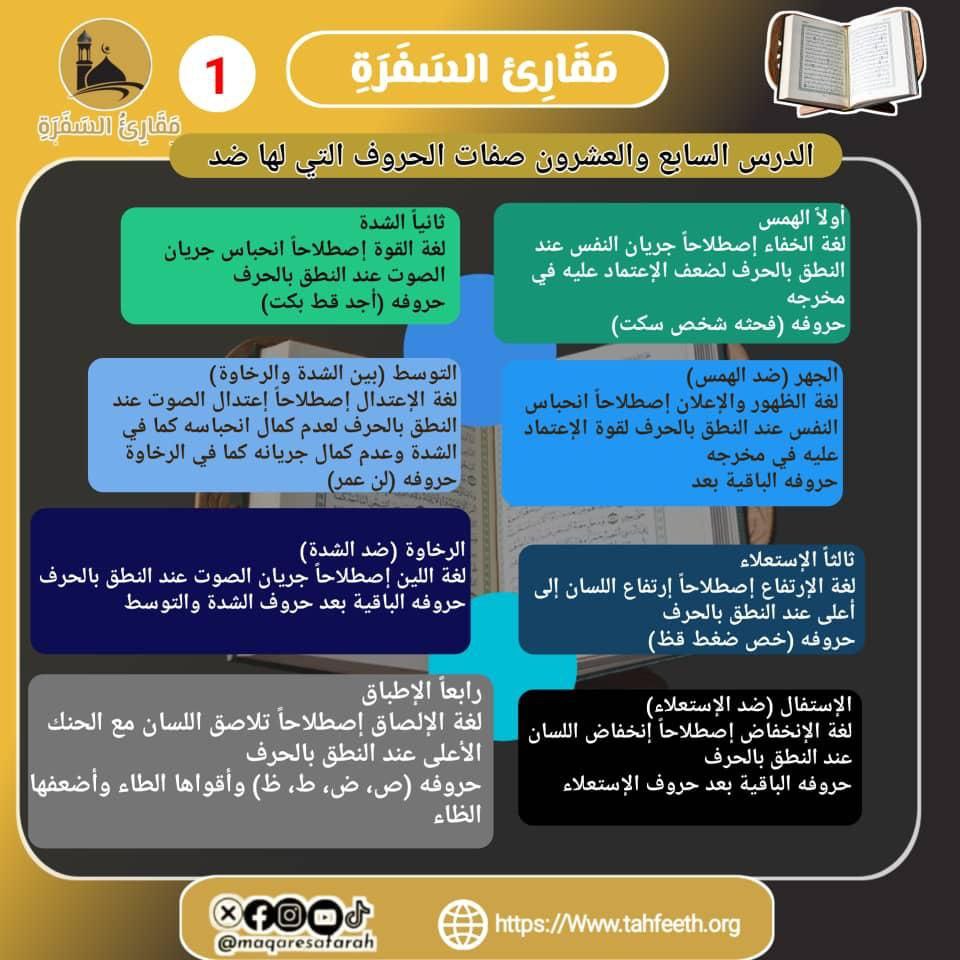 مَقَارِئُ السَفَرَةِ
1
مَقَارِئ السَفَرَةِ
الدرس السابع والعشرون صفات الحروف التي لها ضد
أولاً الهمس
لغة الخفاء إصطلاحاً جريان النفس عند
النطق بالحرف لضعف الإعتماد عليه في
مخرجه
حروفه (فحثه شخص سكت)
ثانياً الشدة
لغة القوة إصطلاحاً انحباس جريان
الصوت عند النطق بالحرف
حروفه (أجد قط بكت)
الجهر (ضد الهمس)
لغة الظهور والإعلان إصطلاحاً انحباس
النفس عند النطق بالحرف لقوة الإعتماد
عليه في مخرجه
حروفه الباقية بعد
التوسط (بين الشدة والرخاوة)
لغة الإعتدال إصطلاحاً إعتدال الصوت عند
النطق بالحرف لعدم كمال انحباسه كما في
الشدة وعدم كمال جريانه كما في الرخاوة
حروفه (لن عمر)
الرخاوة (ضد الشدة)
لغة اللين إصطلاحاً جريان الصوت عند النطق بالحرف
حروفه الباقية بعد حروف الشدة والتوسط
ثالثاً الإستعلاء
لغة الإرتفاع إصطلاحاً إرتفاع اللسان إلى
أعلى عند النطق بالحرف
حروفه (خص ضغط قظ)
الإستفال (ضد الإستعلاء)
لغة الإنخفاض إصطلاحاً إنخفاض اللسان
عند النطق بالحرف
حروفه الباقية بعد حروف الإستعلاء
رابعاً الإطباق
لغة الإلصاق إصطلاحاً تلاصق اللسان مع الحنك
الأعلى عند النطق بالحرف
حروفه (ص، ض، ط، ظ) وأقواها الطاء وأضعفها
الظاء
@maqaresafarah
https://Www.tahfeeth.org